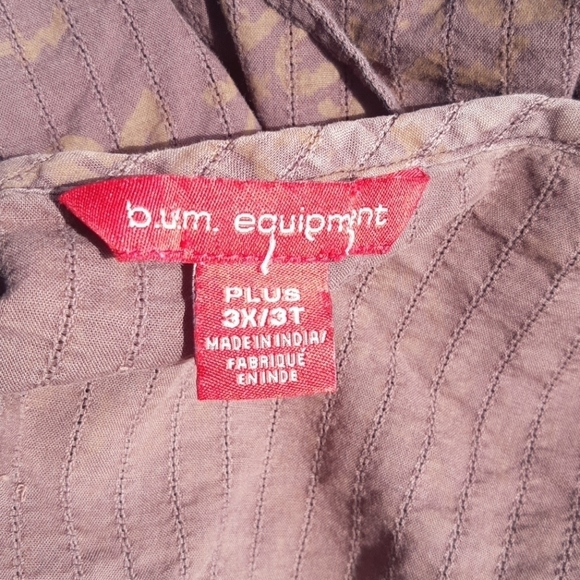 b.u.m. equipment
PLUS
3X/3T
MADE IN INDIA/
FABRIQUÉ
EN INDE